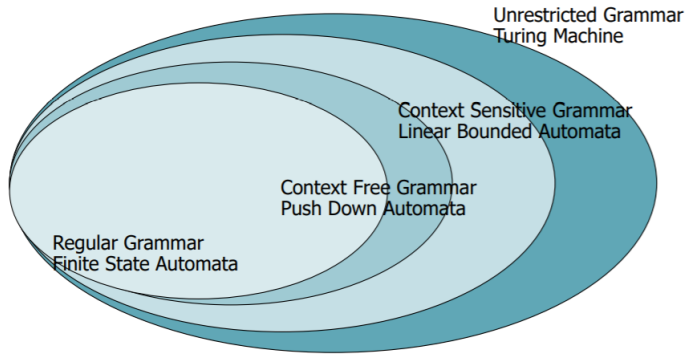 Unrestricted Grammar
Turing Machine
Context Sensitive Grammar
Linear Bounded Automata
Context Free Grammar
Push Down Automata
Regular Grammar
Finite State Automata